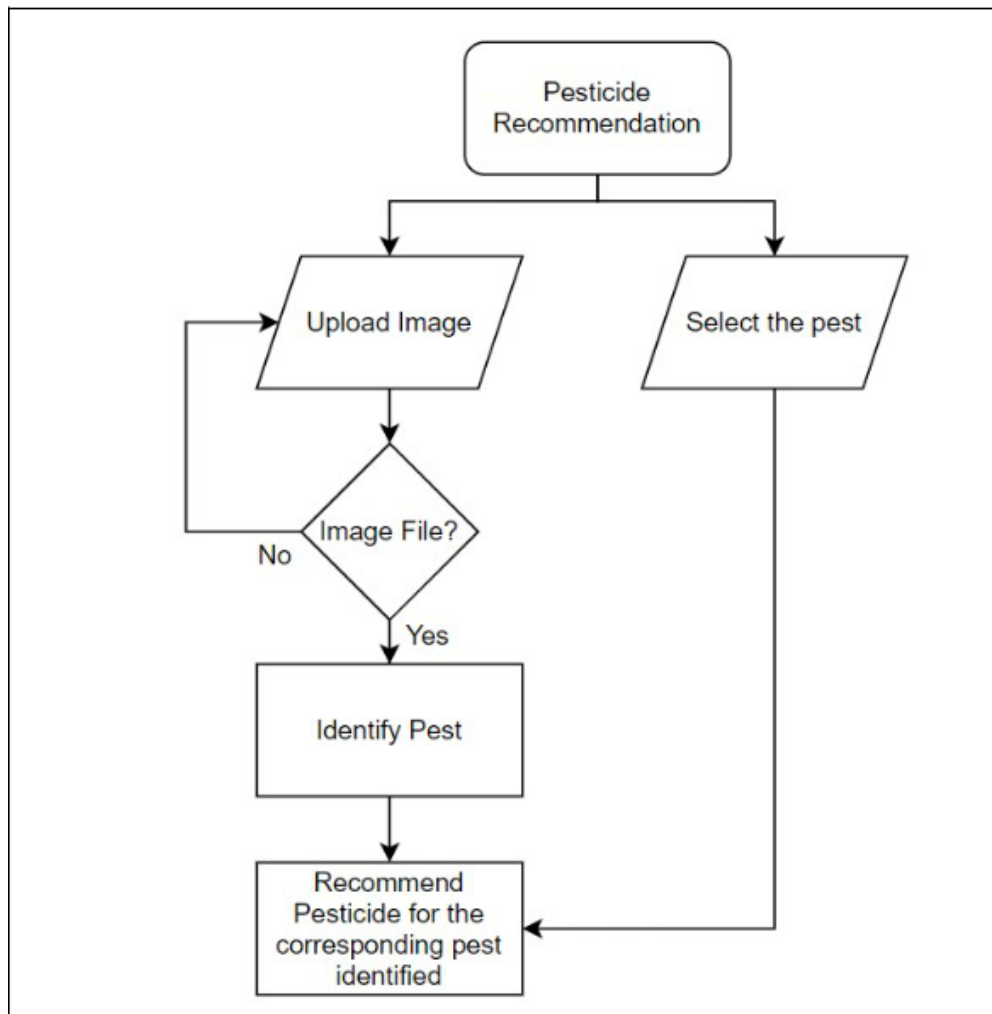 Pesticide
Recommendation
Upload Image
Select the pest
Image File?
No
Yes
Identify Pest
Recommend
Pesticide for the
corresponding pest
identified